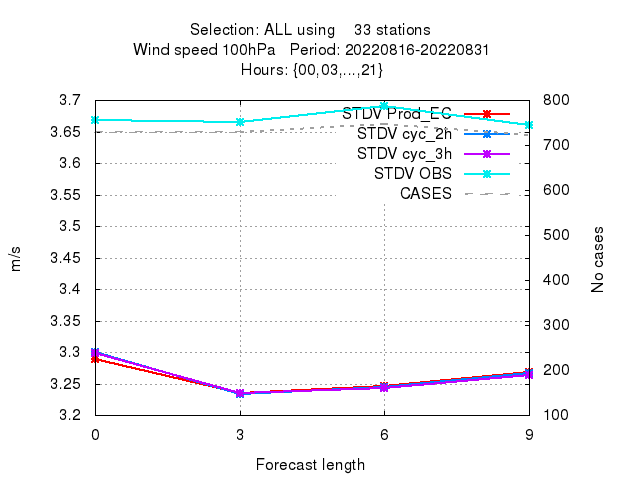 Selection: ALL using    33 stations
Wind speed 100hPa   Period: 20220816-20220831
Hours: {00,03,...,21}
3.7
3.65
3.6
3.55
3.5
3.45
3.4
3.35
3.3
3.25
3.2
m/s
STDV Prod_EC
STDV cyc_2h
STDV cyc_3h
STDV OBS
CASES
800
700
600
500
400
300
200
100
No cases
0 3 6 9
Forecast length